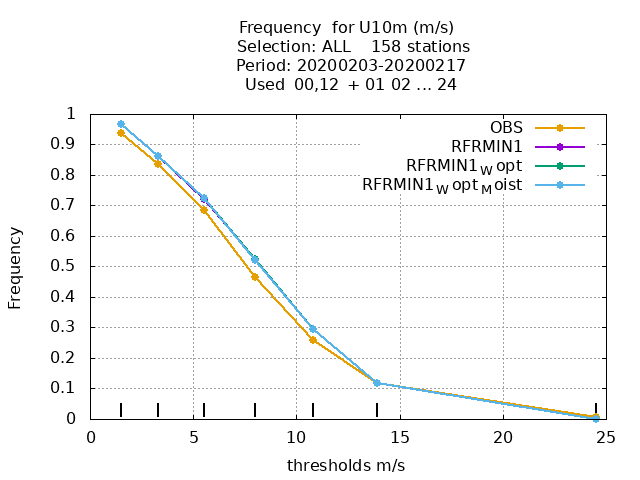 Frequency  for U10m (m/s)
Selection: ALL    158 stations
Period: 20200203-20200217
Used  00,12  + 01 02 ... 24
OBS
RFRMIN1
RFRMIN1Wopt
RFRMIN1WoptMoist
1
0.9
0.8
0.7
0.6
0.5
0.4
0.3
0.2
0.1
0
Frequency
0 5 10 15 20 25
thresholds m/s